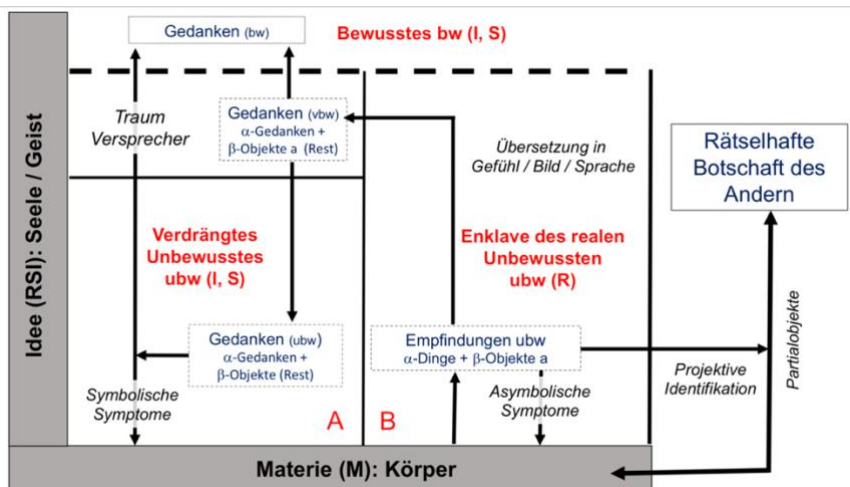 Gedanken (bw)
Bewusstes bw (I, S)
Idee (RSI): Seele / Geist
Traum
Versprecher
Gedanken (vbw)
α-Gedanken +
β-Objekte a (Rest)
Übersetzung in
Gefühl / Bild / Sprache
Rätselhafte
Botschaft des
Andern
Verdrängtes
Unbewusstes
ubw (I, S)
Enklave des realen
Unbewussten
ubw (R)
Gedanken (ubw)
α-Gedanken +
β-Objekte (Rest)
Empfindungen ubw
α-Dinge + β-Objekte a
Symbolische
Symptome
A
B
Asymbolische
Symptome
Projektive
Identifikation
Partialobjekte
Materie (M): Körper